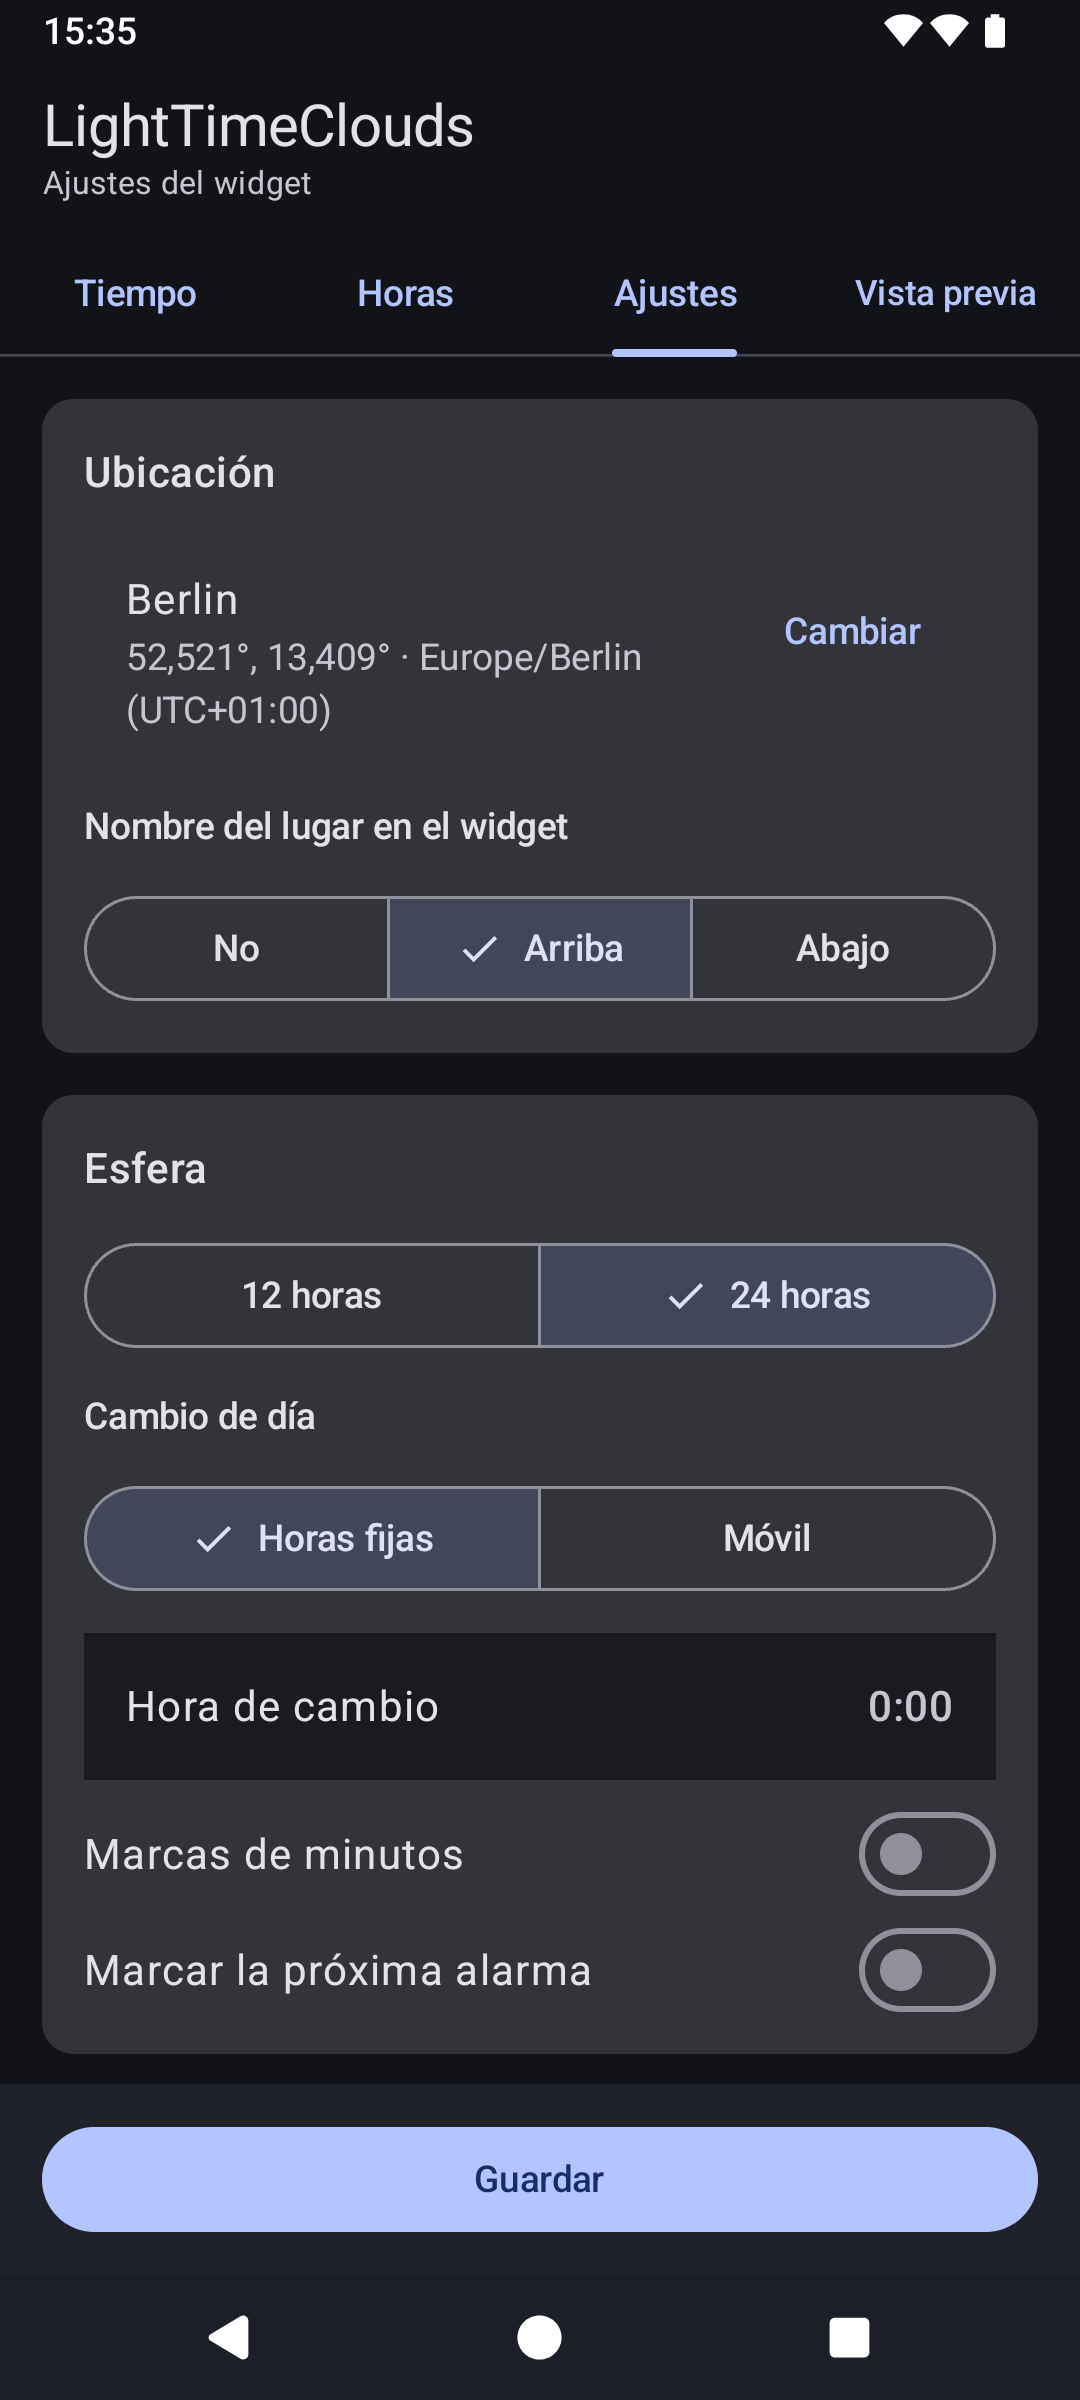 15:35
LightTimeClouds
Ajustes del widget
Tiempo
Horas
Ajustes
Vista previa
Ubicación
Berlin
52,521°, 13,409° · Europe/Berlin
(UTC+01:00)
Cambiar
Nombre del lugar en el widget
No
Arriba
Abajo
Esfera
12 horas
24 horas
Cambio de día
Horas fijas
Móvil
Hora de cambio
0:00
Marcas de minutos
Marcar la próxima alarma
Guardar